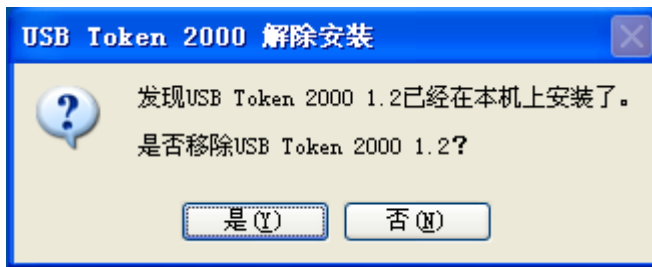 USB Token 2000 解除安装
发现USB Token 2000 1.2已经在本机上安装了。
是否移除USB Token 2000 1.2?
是(Y)
否(N)